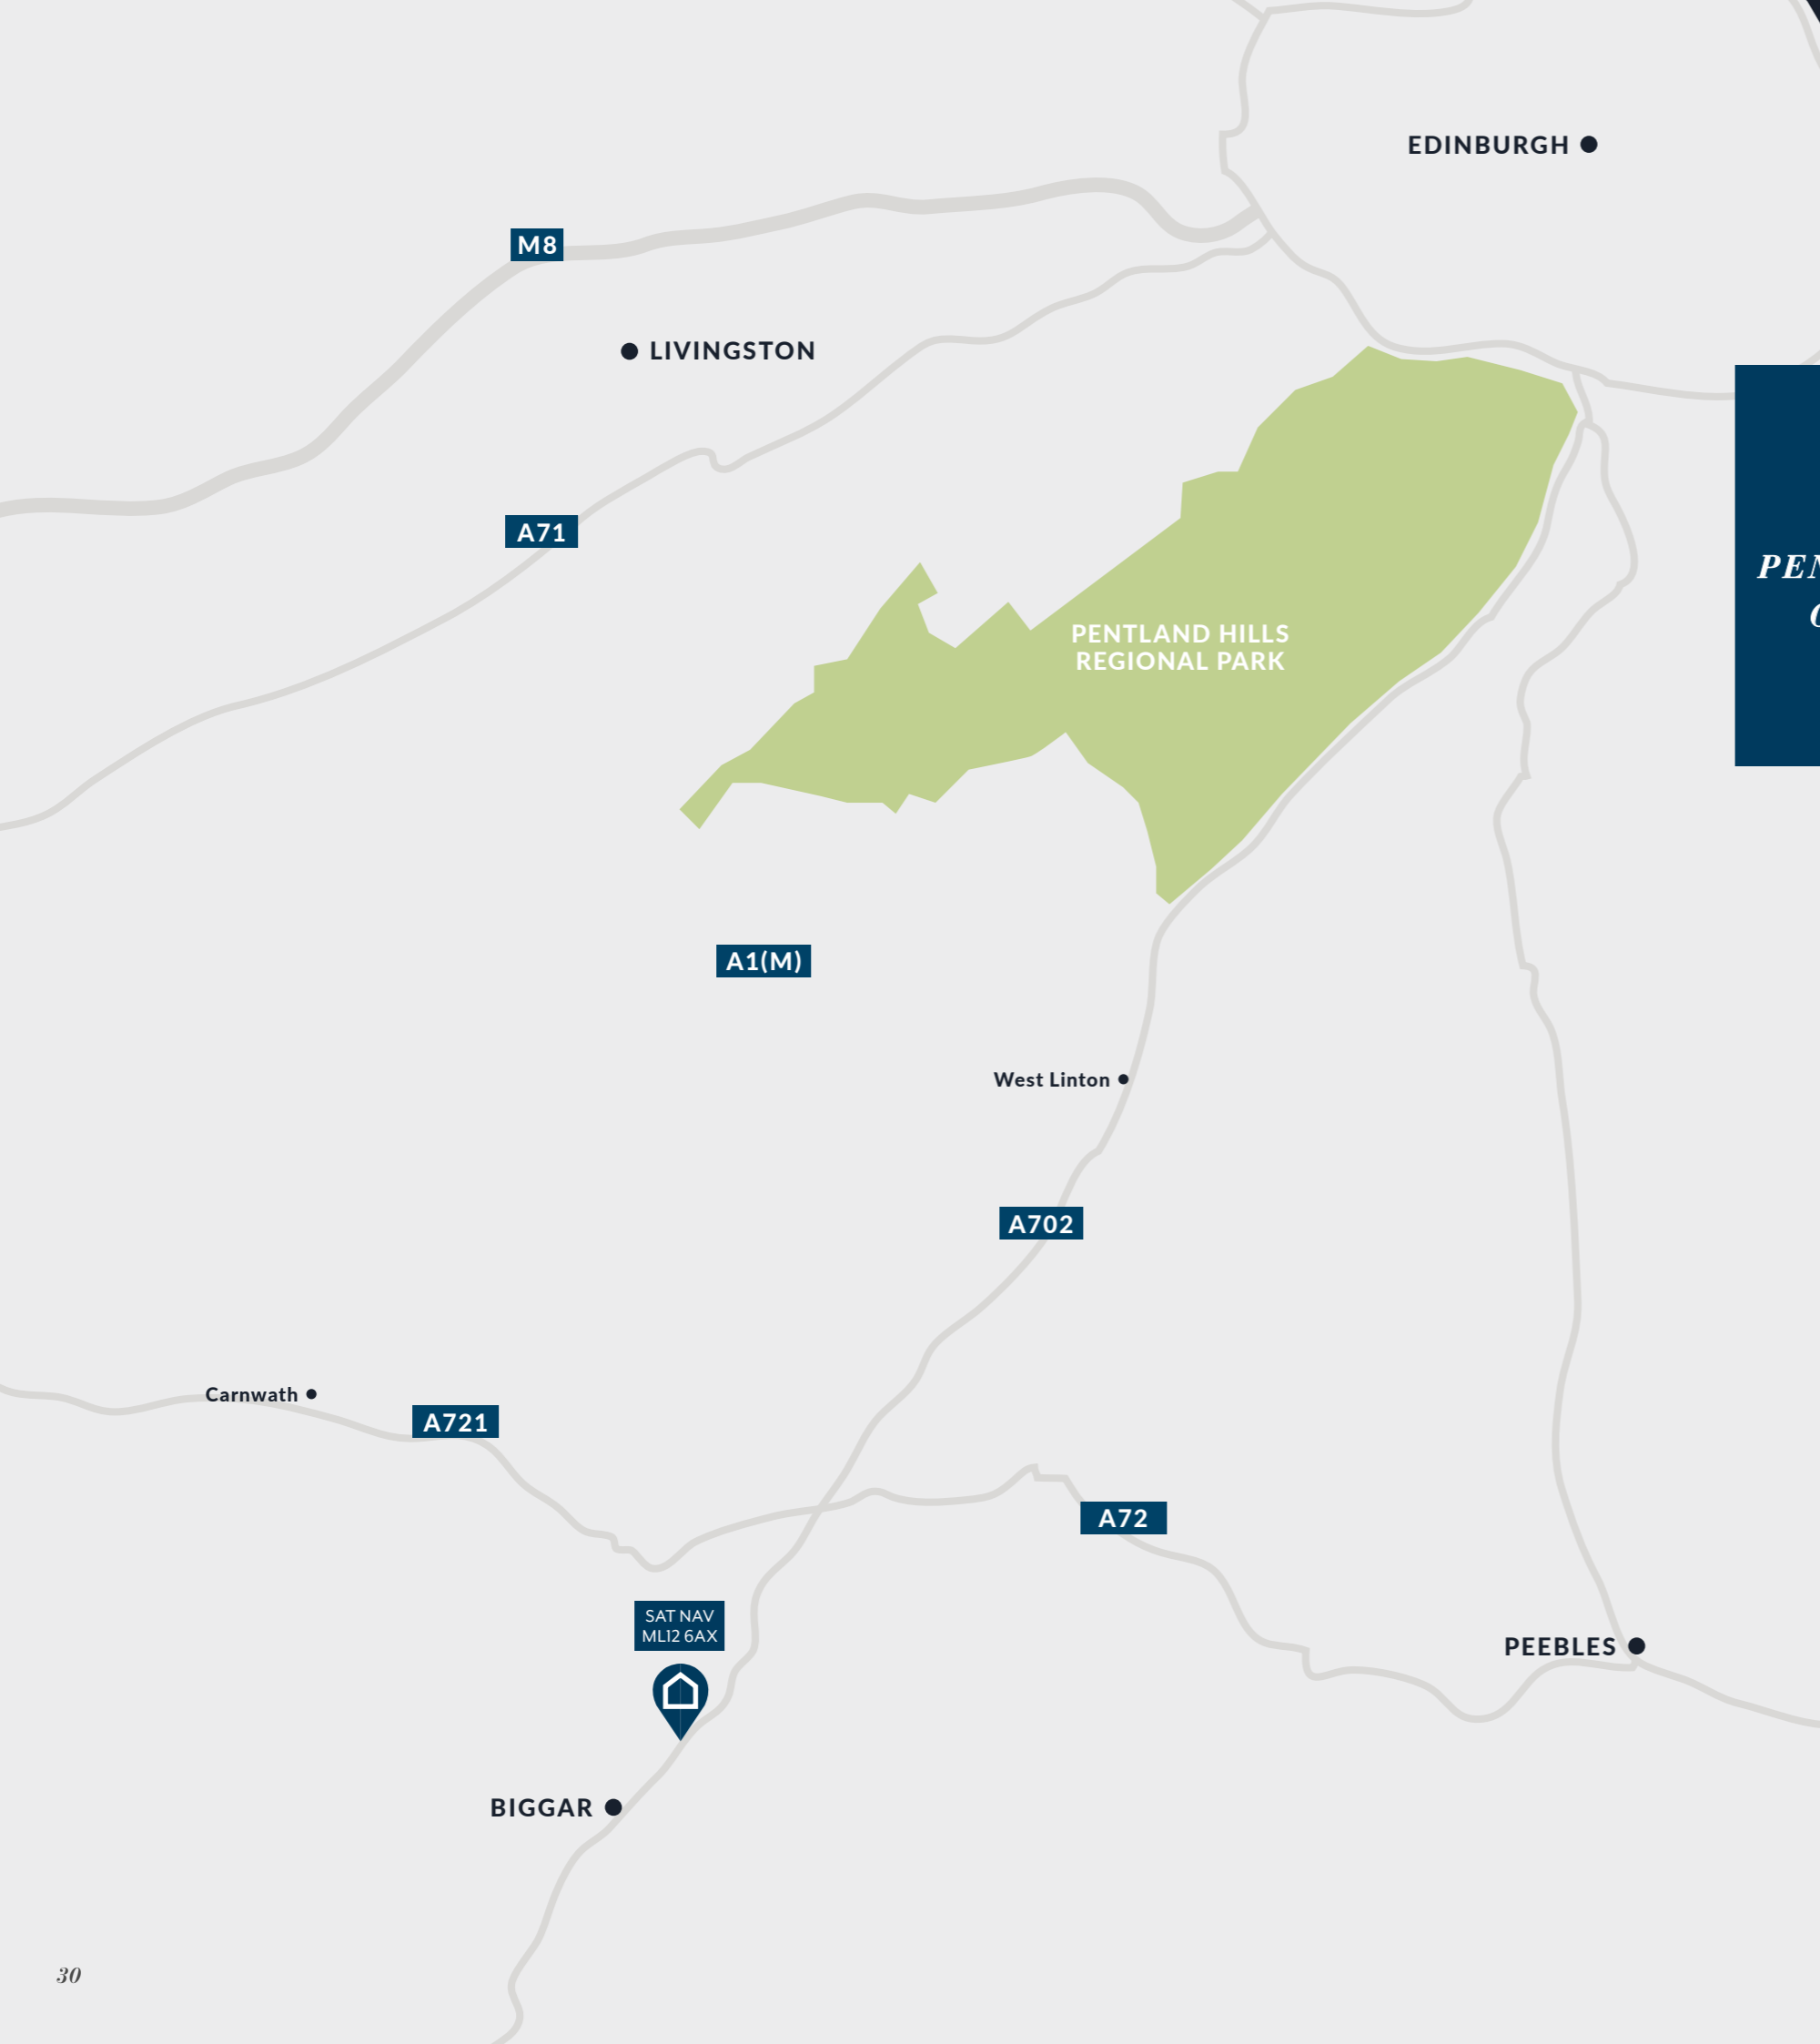 EDINBURGH
M8
LIVINGSTON
A71
PENTLAND HILLS
REGIONAL PARK
A1(M)
West Linton
A702
Carnwath
A721
A72
SAT NAV
ML12 6AX
PEEBLES
BIGGAR
30